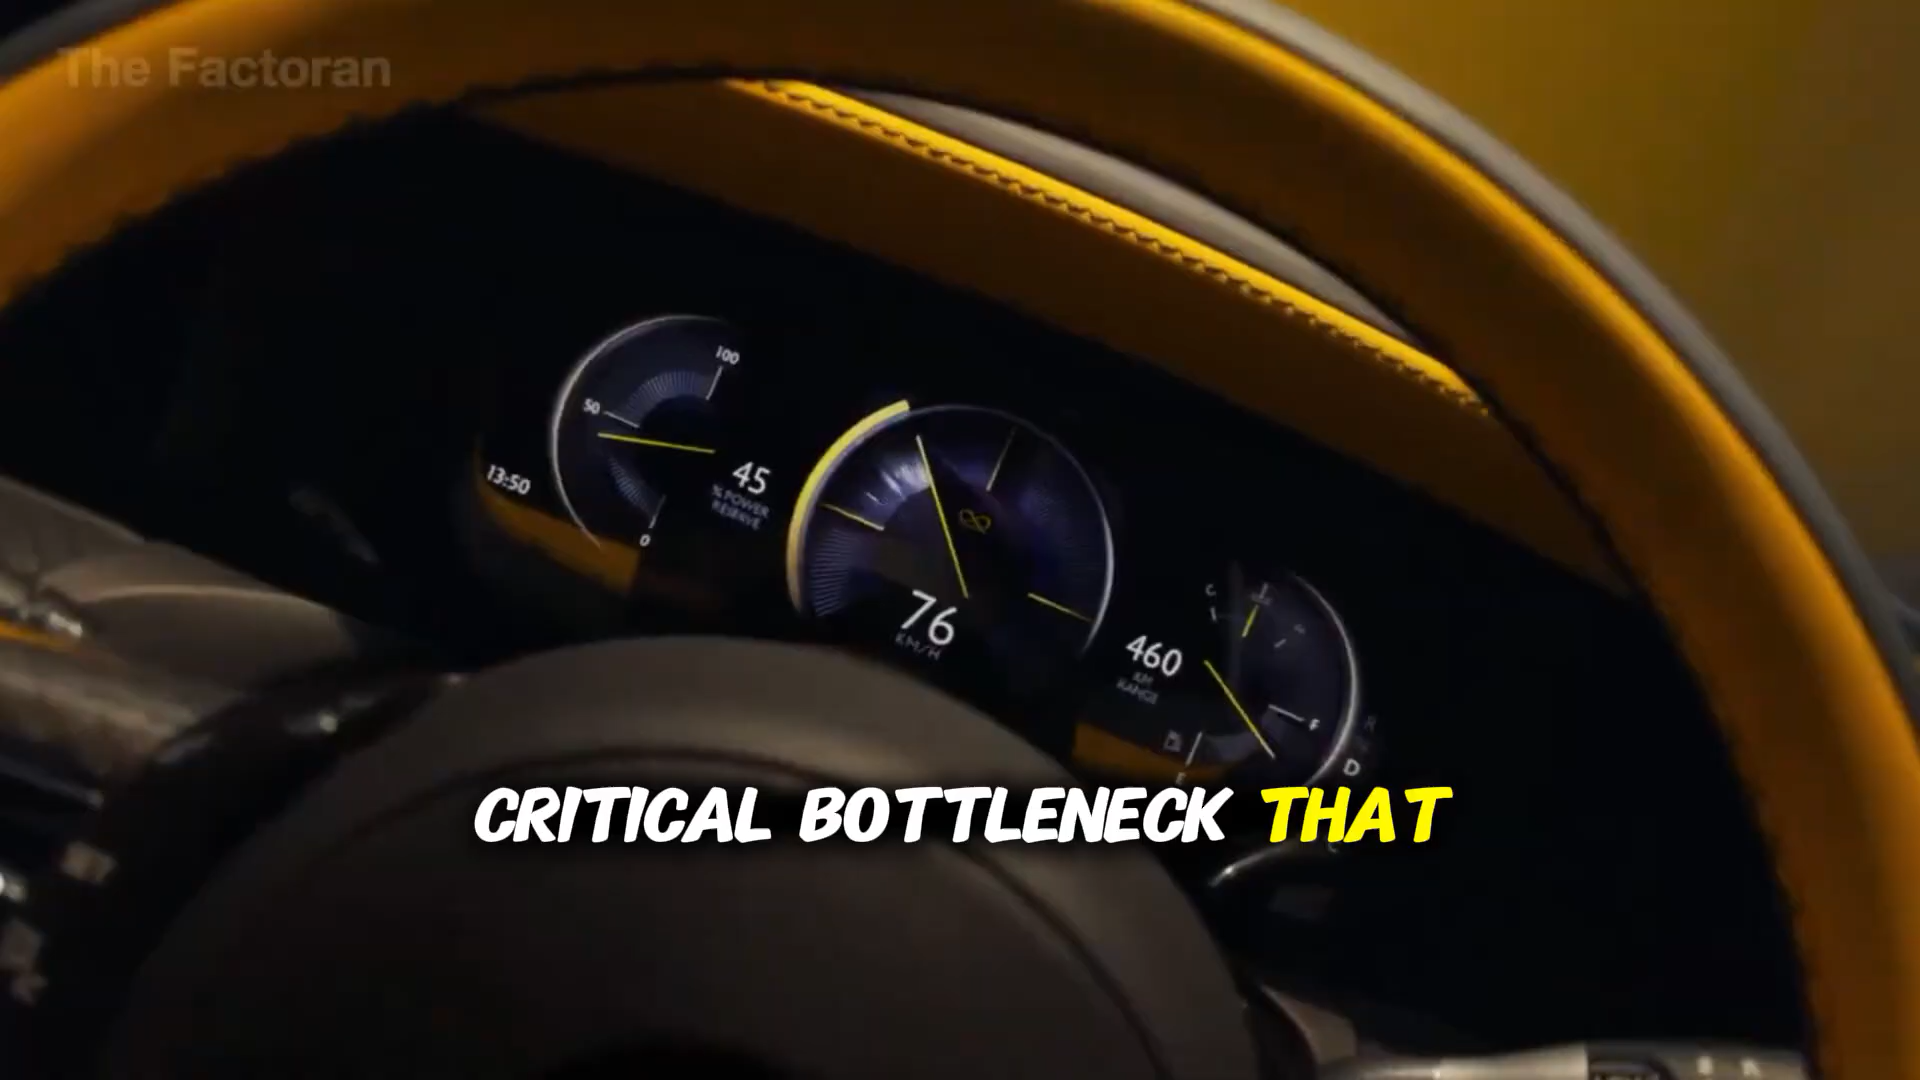 The Factoran
100
50
13:50
45
% POWER
RESERVE
0
76
KM/H
460
KM
RANGE
C
F
E
D
CRITICAL BOTTLENECK THAT